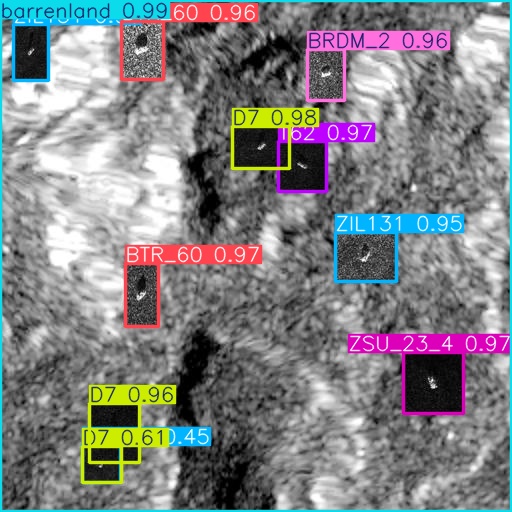 barrenland 0.99
60 0.96
BRDM_2 0.96
D7 0.98
T62 0.97
ZIL131 0.95
BTR_60 0.97
ZSU_23_4 0.97
D7 0.96
D7 0.61
0.45